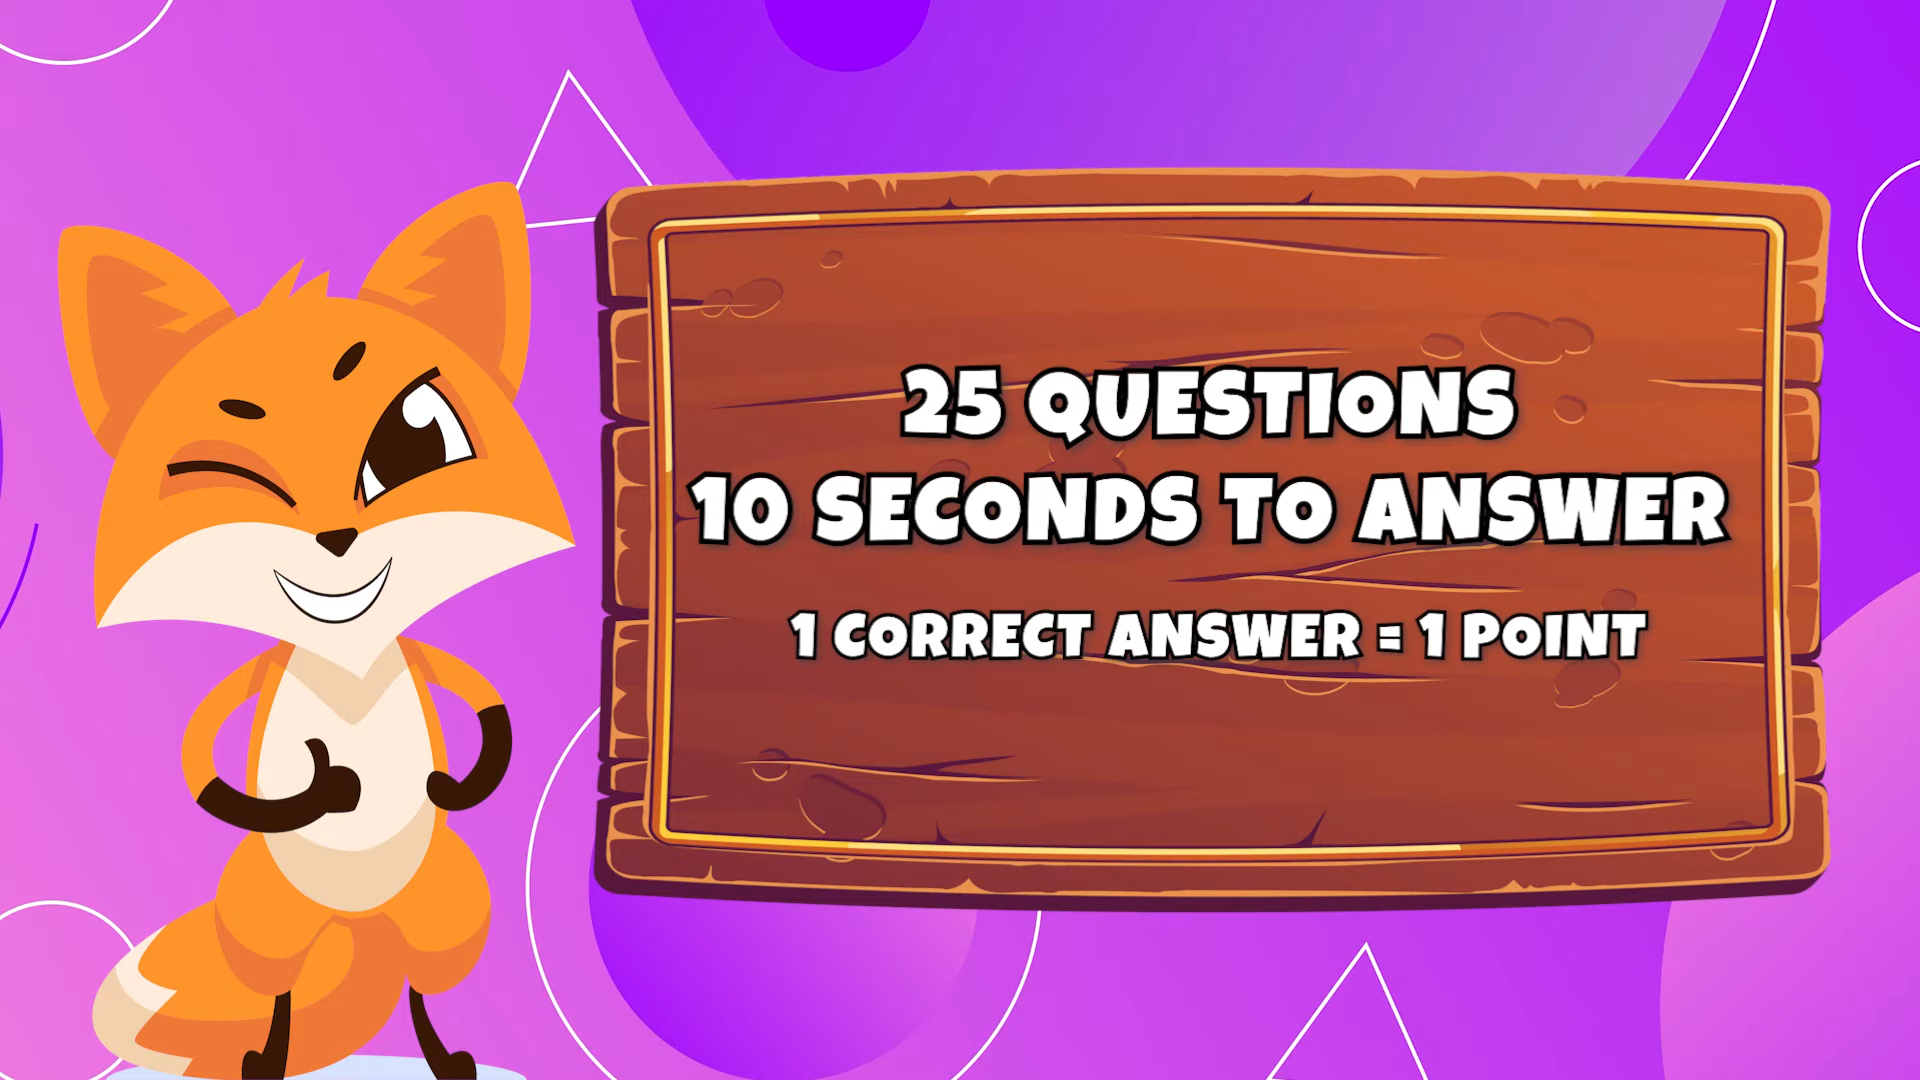 25 QUESTIONS
10 SECONDS TO ANSWER
1 CORRECT ANSWER = 1 POINT